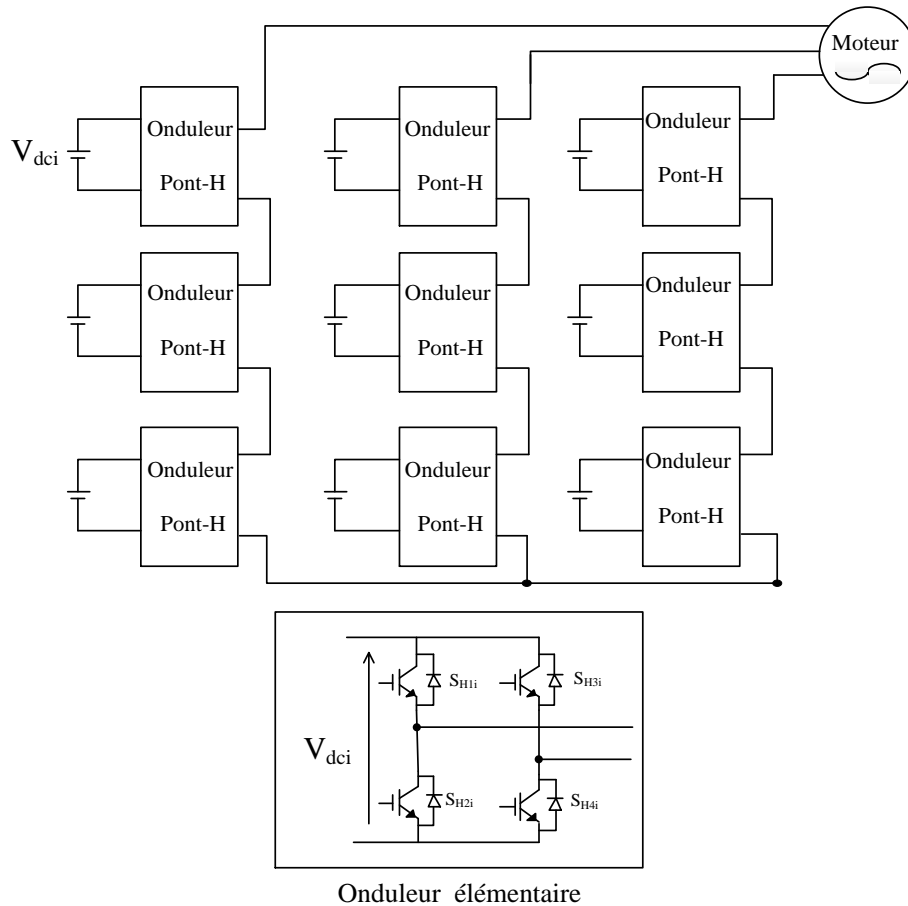 Moteur
V_dci
Onduleur
Pont-H
Onduleur
Pont-H
Onduleur
Pont-H
Onduleur
Pont-H
Onduleur
Pont-H
Onduleur
Pont-H
Onduleur
Pont-H
Onduleur
Pont-H
Onduleur
Pont-H
V_dci
S_H1i
S_H3i
S_H2i
S_H4i
Onduleur élémentaire